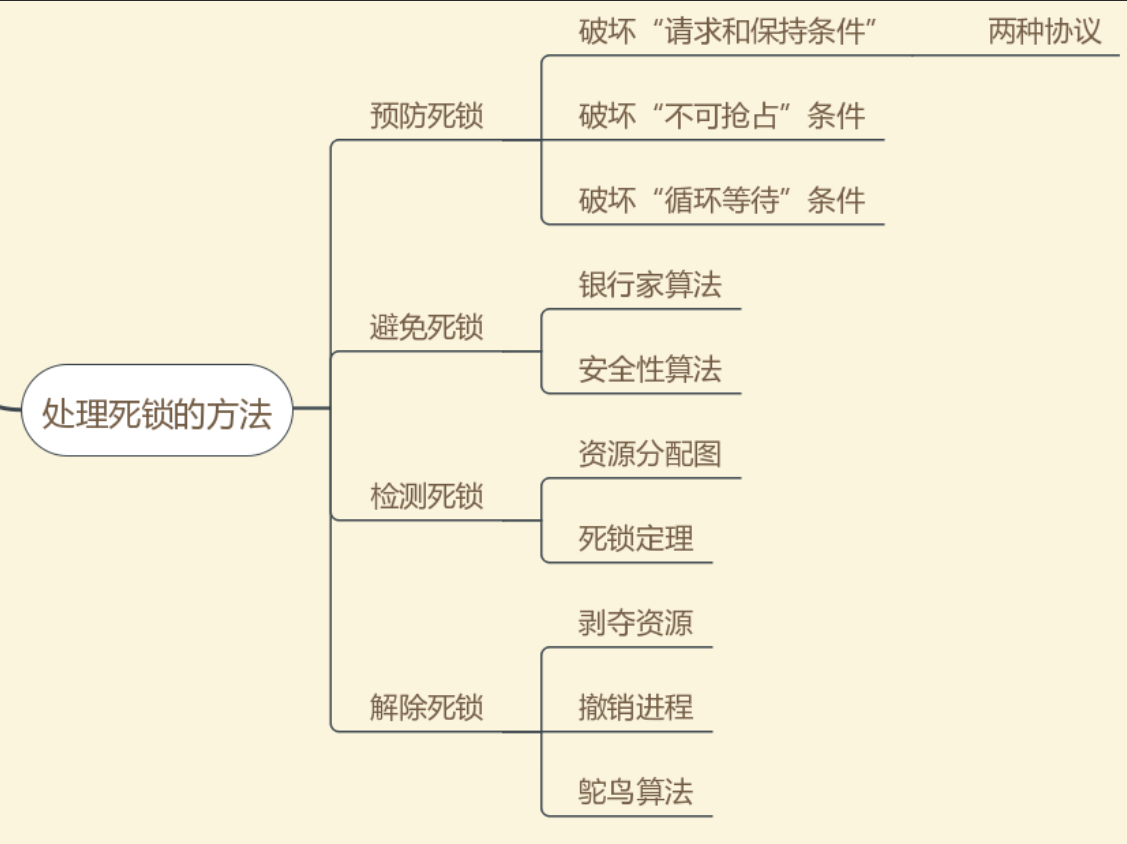 破坏“请求和保持条件”
两种协议
预防死锁
破坏“不可抢占”条件
破坏“循环等待”条件
银行家算法
避免死锁
安全性算法
处理死锁的方法
资源分配图
检测死锁
死锁定理
剥夺资源
解除死锁
撤销进程
鸵鸟算法